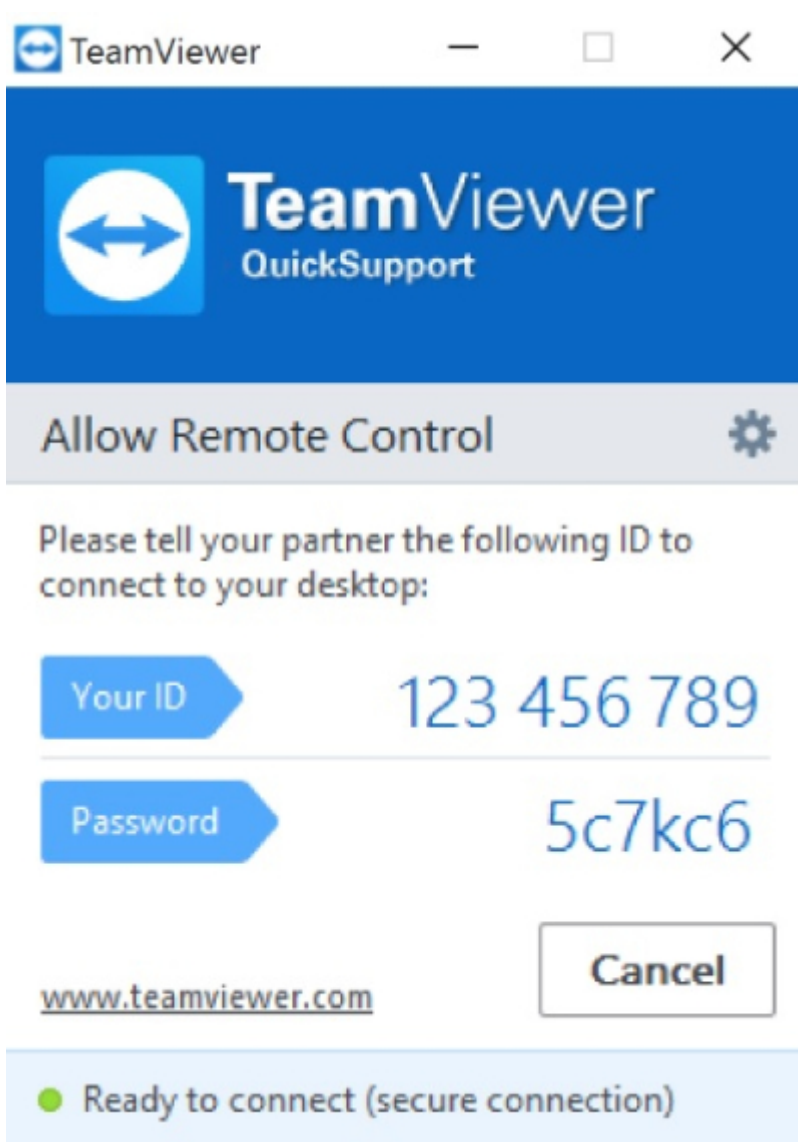 TeamViewer
TeamViewer
QuickSupport
Allow Remote Control
Please tell your partner the following ID to
connect to your desktop:
Your ID 123 456 789
Password 5c7kc6
www.teamviewer.com Cancel
Ready to connect (secure connection)